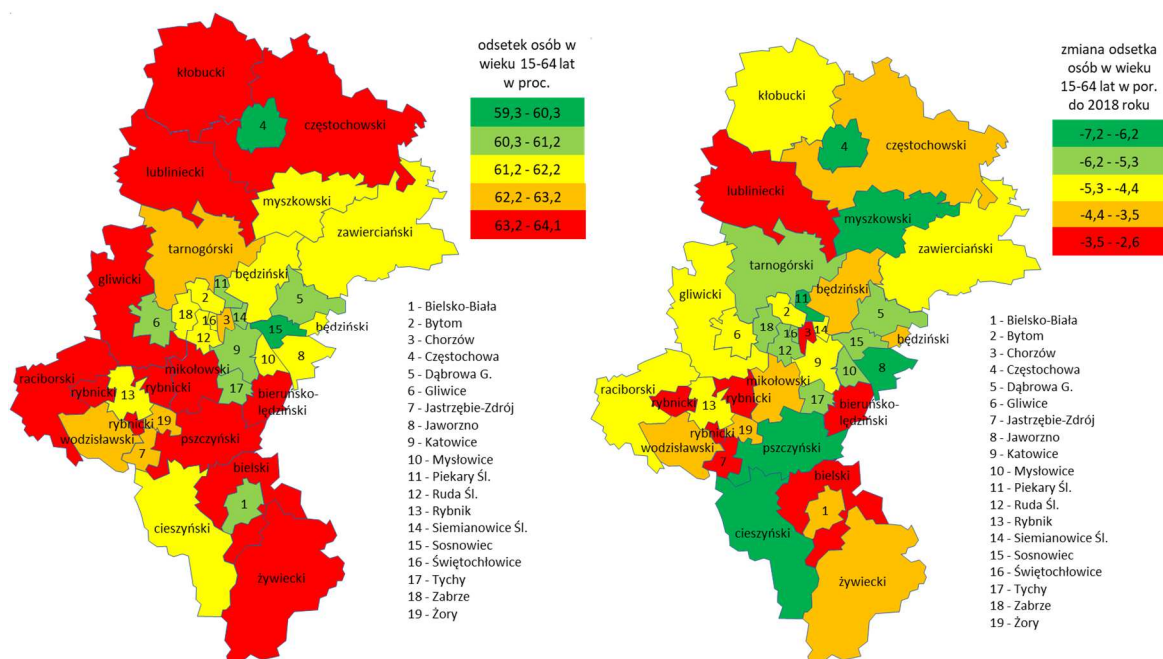 odsetek osób w
wieku 15-64 lat
w proc.
59,3 - 60,3
60,3 - 61,2
61,2 - 62,2
62,2 - 63,2
63,2 - 64,1
kłobucki
4
częstochowski
lubliniecki
myszkowski
zawierciański
tarnogórski
gliwicki
będziński
11
2
5
18
16
3
14
6
15
będziński
12
9
10
8
mikołowski
raciborski
rybnicki
rybnicki
17
13
bieruńsko-
lędziński
rybnicki
19
wodzisławski
pszczyński
7
bielski
1
cieszyński
żywiecki
1 - Bielsko-Biała
2 - Bytom
3 - Chorzów
4 - Częstochowa
5 - Dąbrowa G.
6 - Gliwice
7 - Jastrzębie-Zdrój
8 - Jaworzno
9 - Katowice
10 - Mysłowice
11 - Piekary Śl.
12 - Ruda Śl.
13 - Rybnik
14 - Siemianowice Śl.
15 - Sosnowiec
16 - Świętochłowice
17 - Tychy
18 - Zabrze
19 - Żory
zmiana odsetka
osób w wieku
15-64 lat w por.
do 2018 roku
-7,2 - -6,2
-6,2 - -5,3
-5,3 - -4,4
-4,4 - -3,5
-3,5 - -2,6
kłobucki
4
częstochowski
lubliniecki
myszkowski
zawierciański
tarnogórski
gliwicki
będziński
11
2
5
18
16
3
14
6
15
będziński
12
9
10
8
mikołowski
raciborski
rybnicki
rybnicki
17
13
bieruńsko-
lędziński
rybnicki
19
wodzisławski
pszczyński
7
bielski
1
cieszyński
żywiecki
1 - Bielsko-Biała
2 - Bytom
3 - Chorzów
4 - Częstochowa
5 - Dąbrowa G.
6 - Gliwice
7 - Jastrzębie-Zdrój
8 - Jaworzno
9 - Katowice
10 - Mysłowice
11 - Piekary Śl.
12 - Ruda Śl.
13 - Rybnik
14 - Siemianowice Śl.
15 - Sosnowiec
16 - Świętochłowice
17 - Tychy
18 - Zabrze
19 - Żory